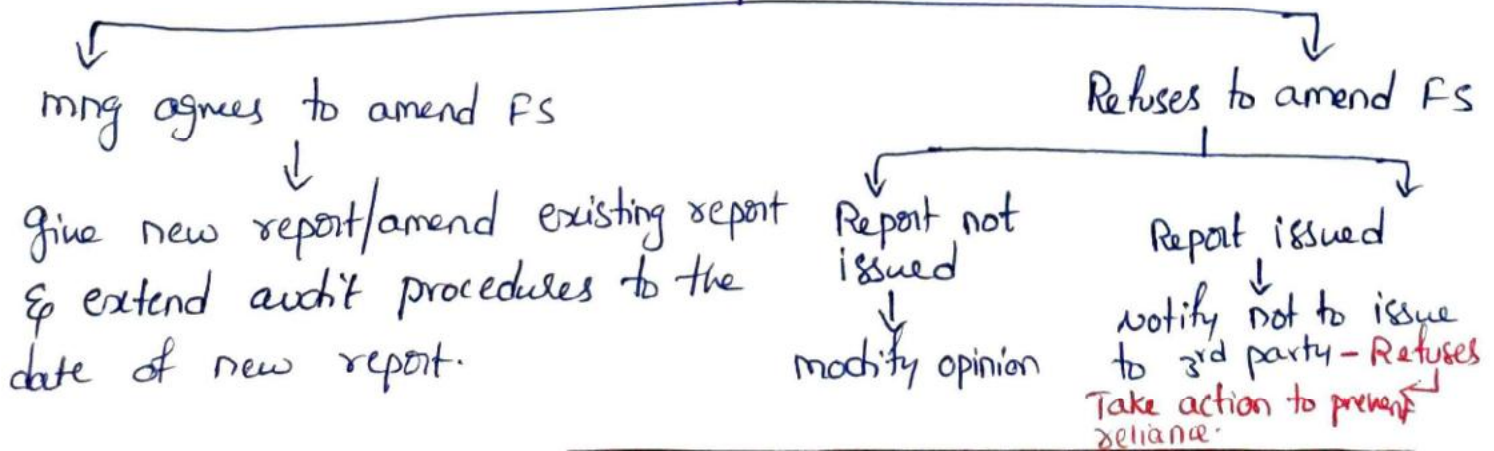 mng agrees to amend FS
give new report/amend existing report
& extend audit procedures to the
date of new report.
Refuses to amend FS
Report not
issued
modify opinion
Report issued
Notify not to issue
to 3rd party - Refuses
Take action to prevent
reliance.